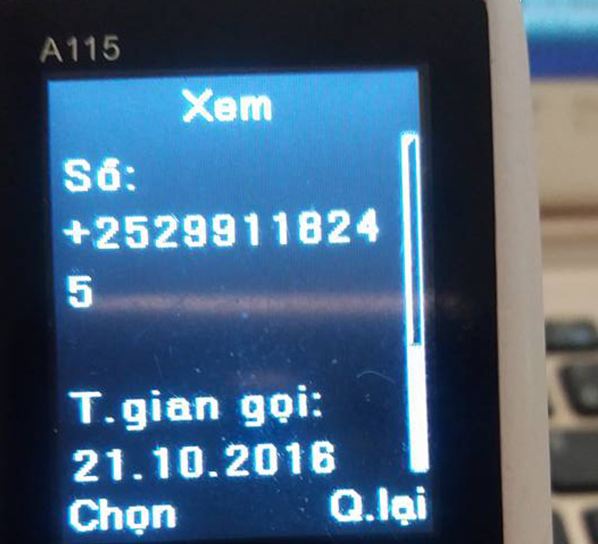 A115
Xem
Số:
+2529911824
5
T.gian gọi:
21.10.2016
Chọn Q.lại